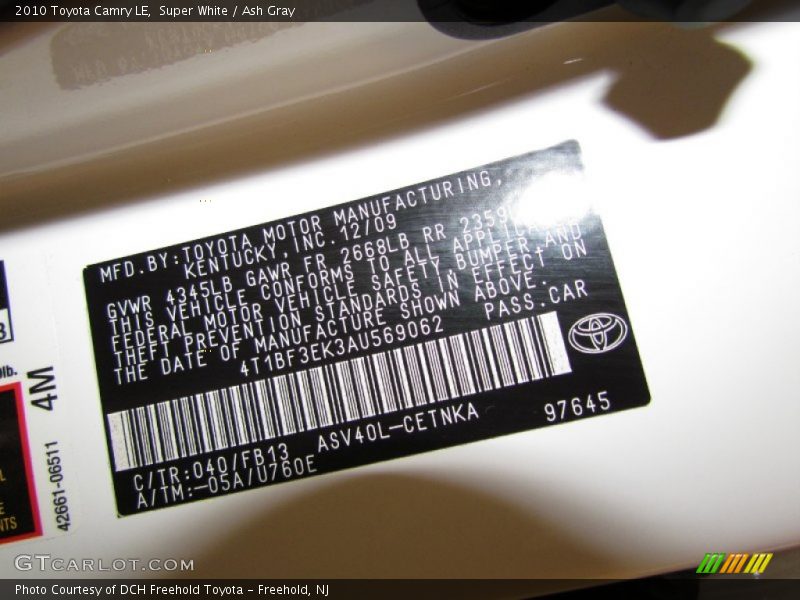 2010 Toyota Camry LE, Super White / Ash Gray
MFD.BY:TOYOTA MOTOR MANUFACTURING,
KENTUCKY,INC.12/09
GVWR 4345LB GAWR FR 2668LB RR
THIS VEHICLE CONFORMS TO ALL
FEDERAL MOTOR VEHICLE SAFETY,BUMPER,AND
THEFT PREVENTION STANDARDS IN EFFECT ON
THE DATE OF MANUFACTURE SHOWN ABOVE.
4T1BF3EK3AU569062 PASS.CAR
ASV40L-CETNKA 97645
C/TR:040/FB13
A/TM:-05A/U760E
4M
42661-06511
GTCARLOT.COM
Photo Courtesy of DCH Freehold Toyota - Freehold, NJ